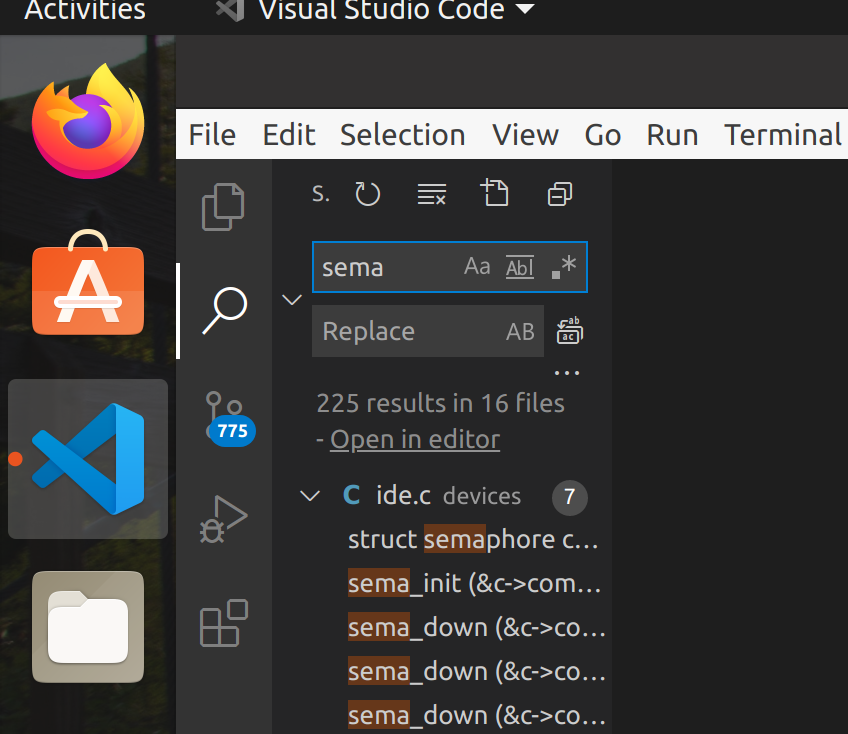 Activities Visual Studio Code
File Edit Selection View Go Run Terminal
S.
sema Aa Abl .*
Replace AB
...
225 results in 16 files
- Open in editor
775
C ide.c devices 7
struct semaphore c…
sema_init (&c->com…
sema_down (&c->co…
sema_down (&c->co…
sema_down (&c->co…